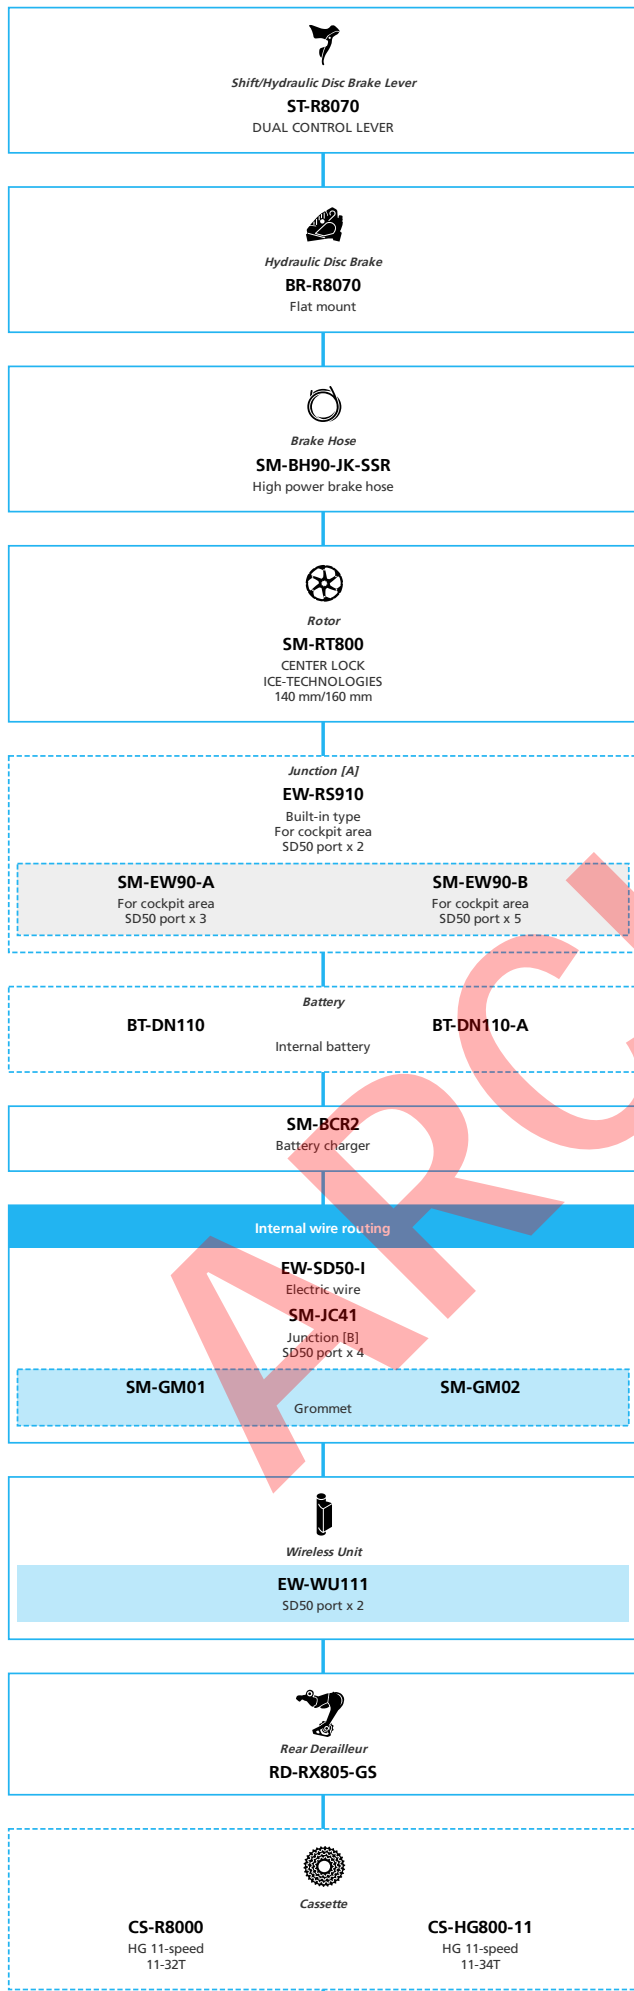 Shift/Hydraulic Disc Brake Lever
ST-R8070
DUAL CONTROL LEVER
Hydraulic Disc Brake
BR-R8070
Flat mount
Brake Hose
SM-BH90-JK-SSR
High power brake hose
Rotor
SM-RT800
CENTER LOCK
ICE-TECHNOLOGIES
140 mm/160 mm
Junction [A]
EW-RS910
Built-in type
For cockpit area
SD50 port x 2
SM-EW90-A
For cockpit area
SD50 port x 3
SM-EW90-B
For cockpit area
SD50 port x 5
Battery
BT-DN110
BT-DN110-A
Internal battery
SM-BCR2
Battery charger
Internal wire routing
EW-SD50-I
Electric wire
SM-JC41
Junction [B]
SD50 port x 4
SM-GM01
SM-GM02
Grommet
Wireless Unit
EW-WU111
SD50 port x 2
Rear Derailleur
RD-RX805-GS
Cassette
CS-R8000
HG 11-speed
11-32T
CS-HG800-11
HG 11-speed
11-34T